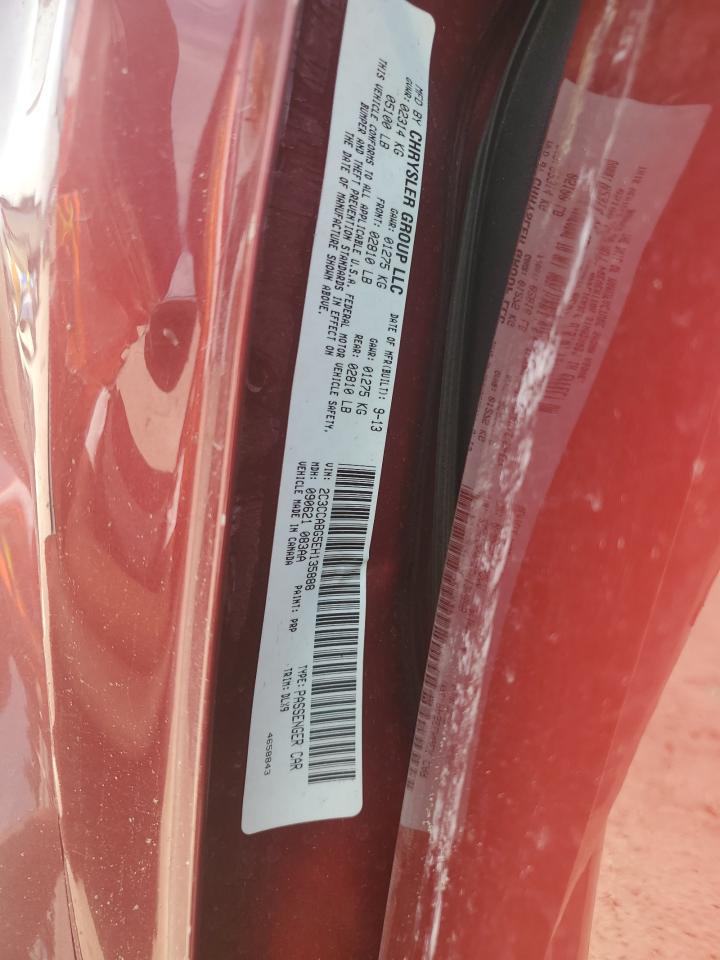 MFD BY CHRYSLER GROUP LLC
DATE OF MFR(BUILT): 9-13
GVWR: 02314 KG
GAWR: 01275 KG
GAWR: 01275 KG
05100 LB
FRONT: 02810 LB
REAR: 02810 LB
THIS VEHICLE CONFORMS TO ALL APPLICABLE U.S.A. FEDERAL MOTOR VEHICLE SAFETY,
BUMPER AND THEFT PREVENTION STANDARDS IN EFFECT ON
THE DATE OF MANUFACTURE SHOWN ABOVE.
VIN: 2C3CCABG5EH135888
TYPE: PASSENGER CAR
MDH: 090621 083AA
PAINT: PRP
TRIM: DLX9
VEHICLE MADE IN CANADA
4658843